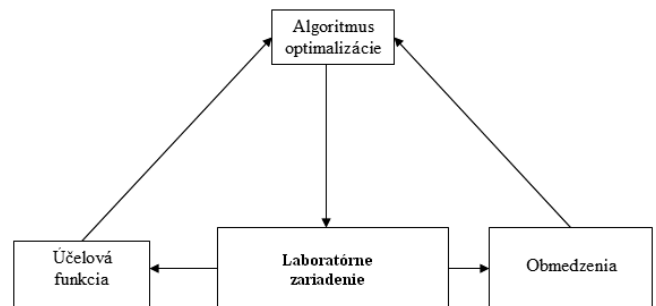 Algoritmus
optimalizácie
Účelová
funkcia
Laboratórne
zariadenie
Obmedzenia